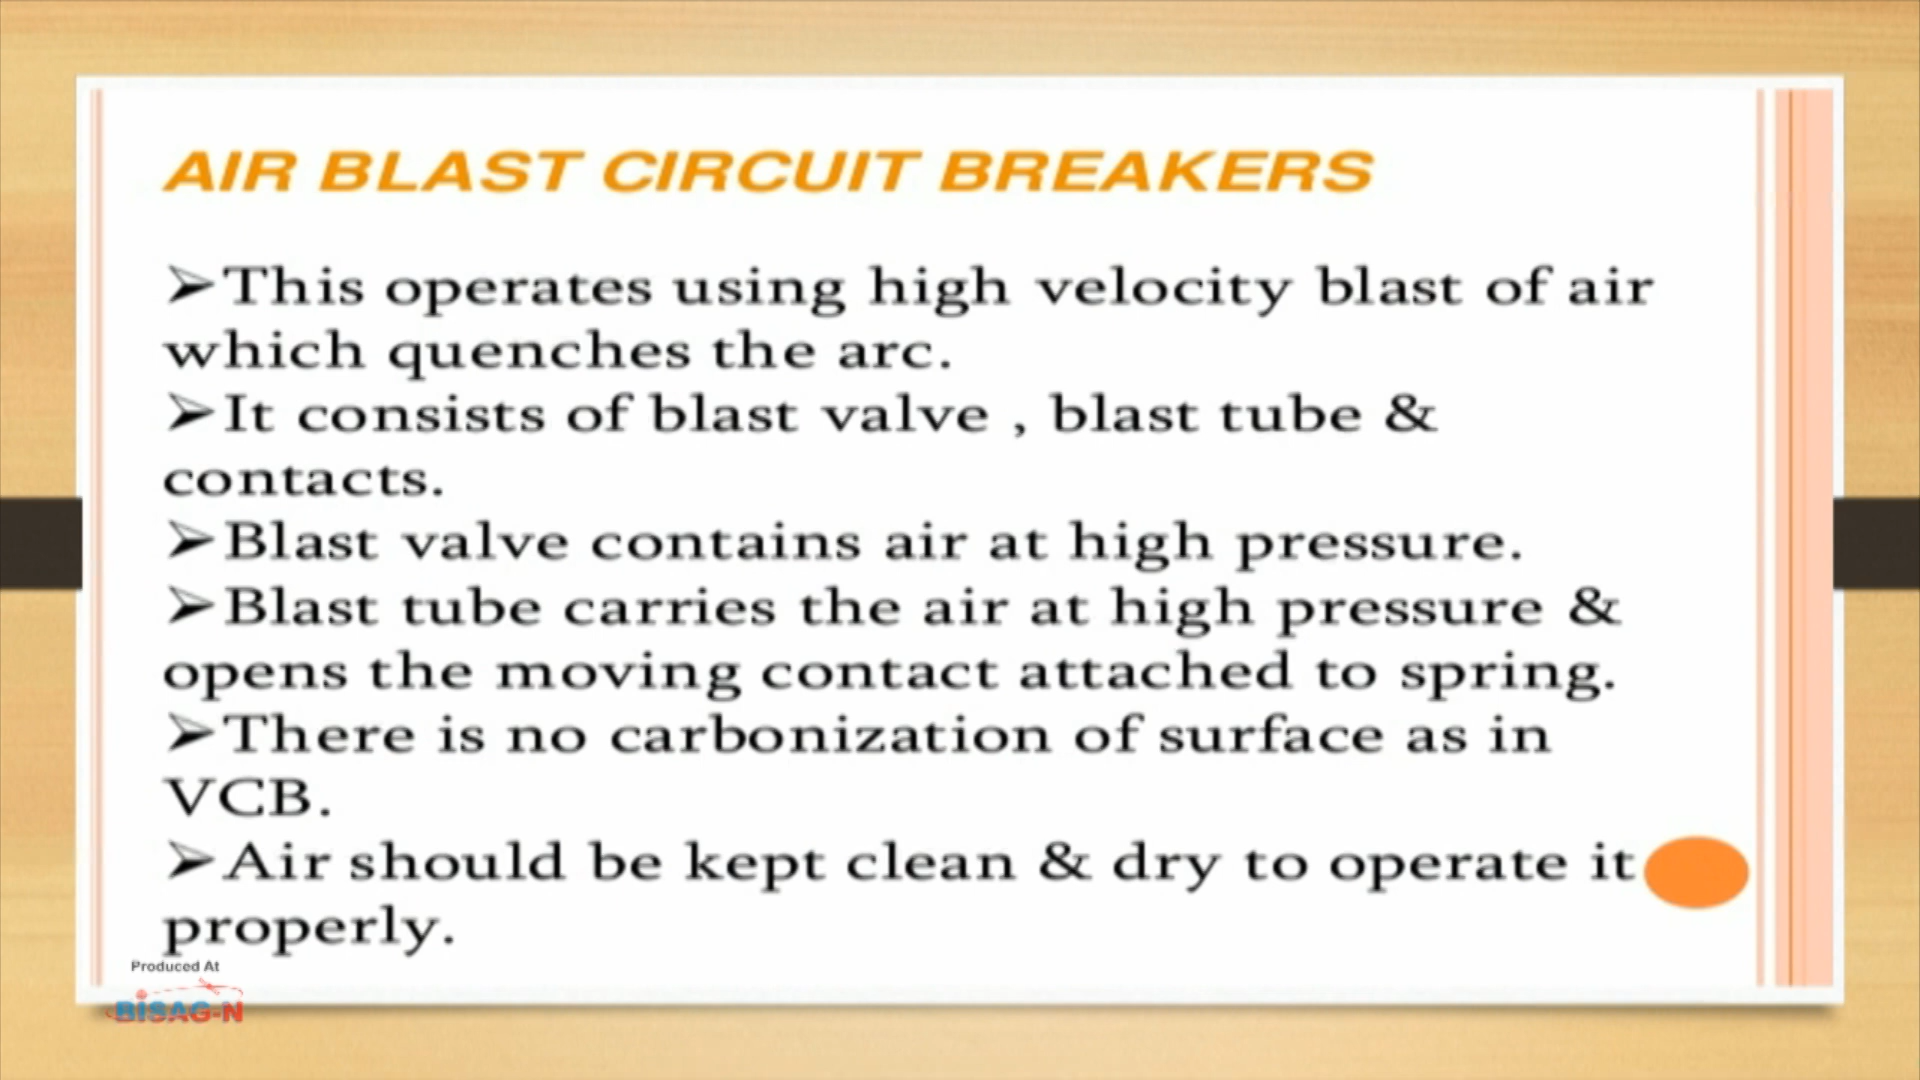 AIR BLAST CIRCUIT BREAKERS
➢This operates using high velocity blast of air
which quenches the arc.
➢It consists of blast valve , blast tube &
contacts.
➢Blast valve contains air at high pressure.
➢Blast tube carries the air at high pressure &
opens the moving contact attached to spring.
➢There is no carbonization of surface as in
VCB.
➢Air should be kept clean & dry to operate it
properly.
Produced At
BISAG-N